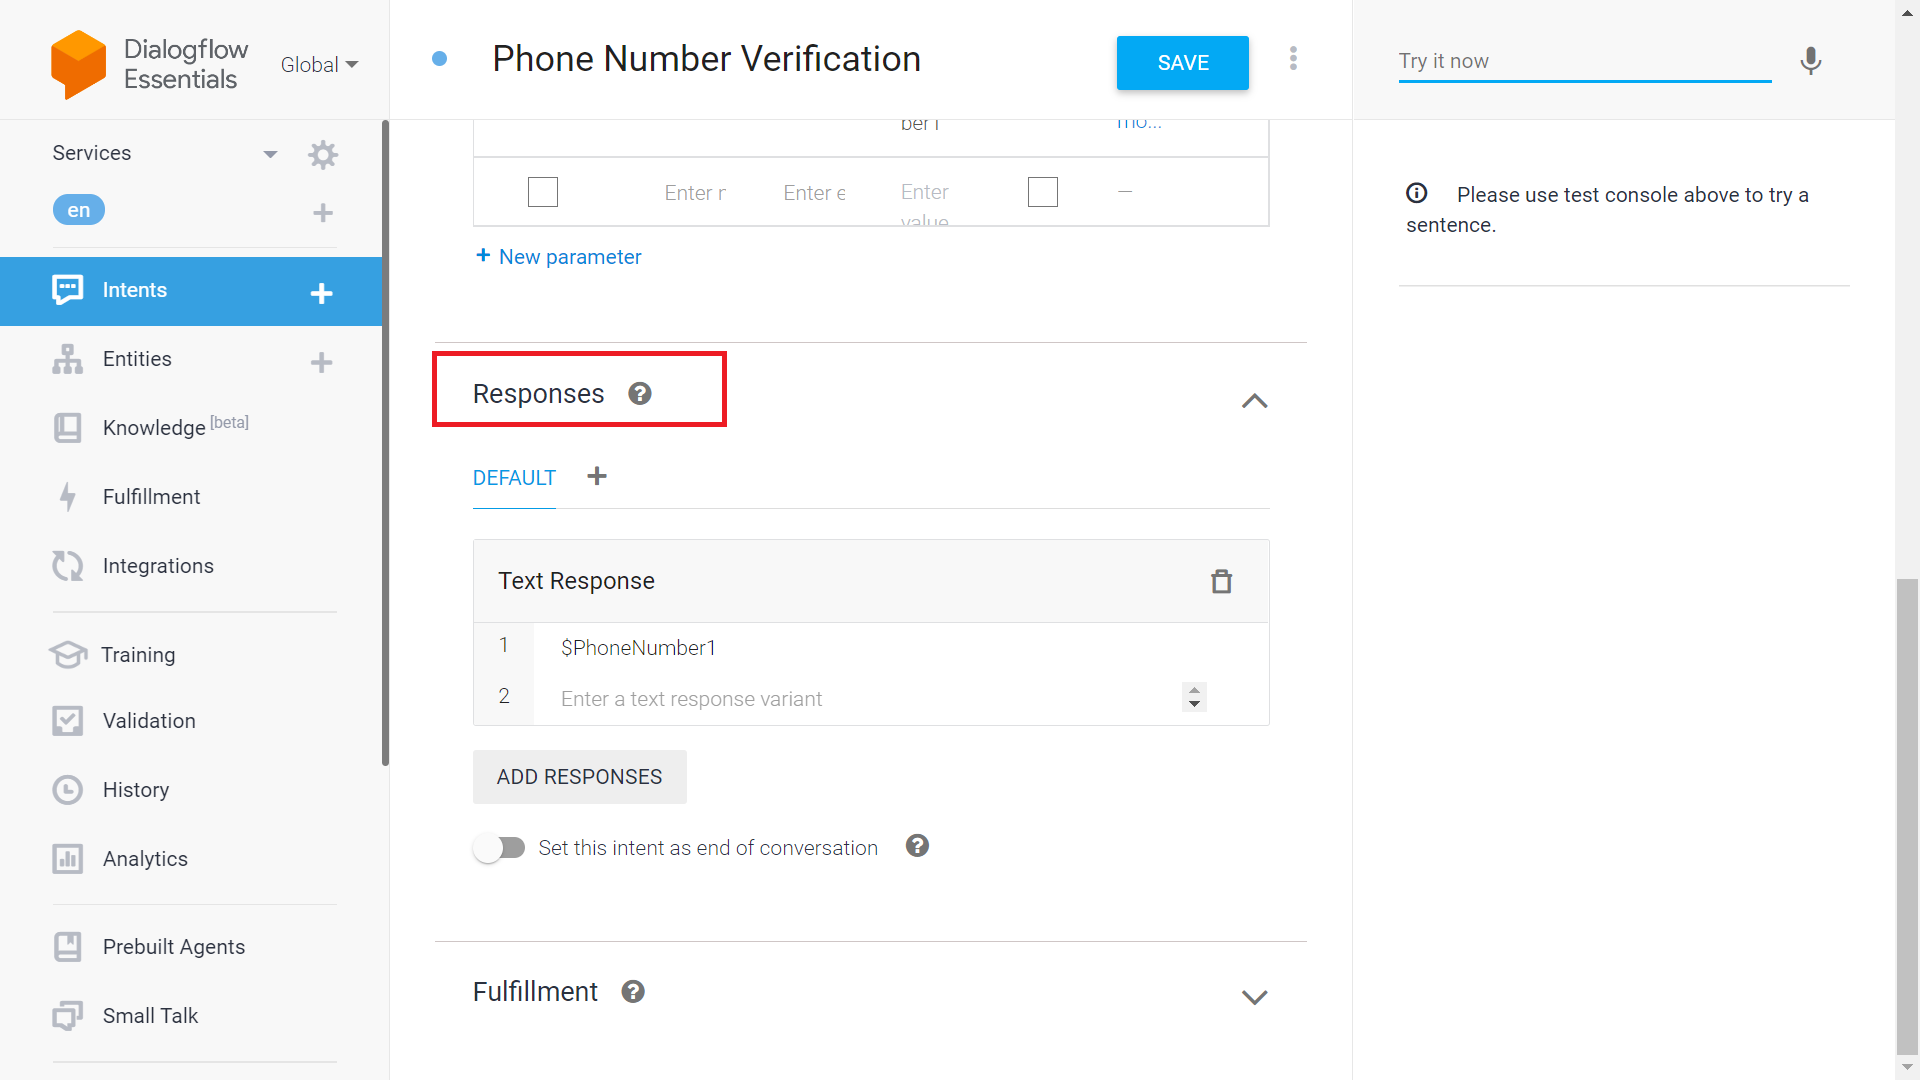 Dialogflow
Essentials
Global
Phone Number Verification
SAVE
Try it now
Services
en
Intents
Entities
Knowledge [beta]
Fulfillment
Integrations
Training
Validation
History
Analytics
Prebuilt Agents
Small Talk
ber1
mo...
Enter r
Enter e
Enter
value
—
+ New parameter
Responses
DEFAULT
Text Response
1 $PhoneNumber1
2 Enter a text response variant
ADD RESPONSES
Set this intent as end of conversation
Fulfillment
Please use test console above to try a
sentence.